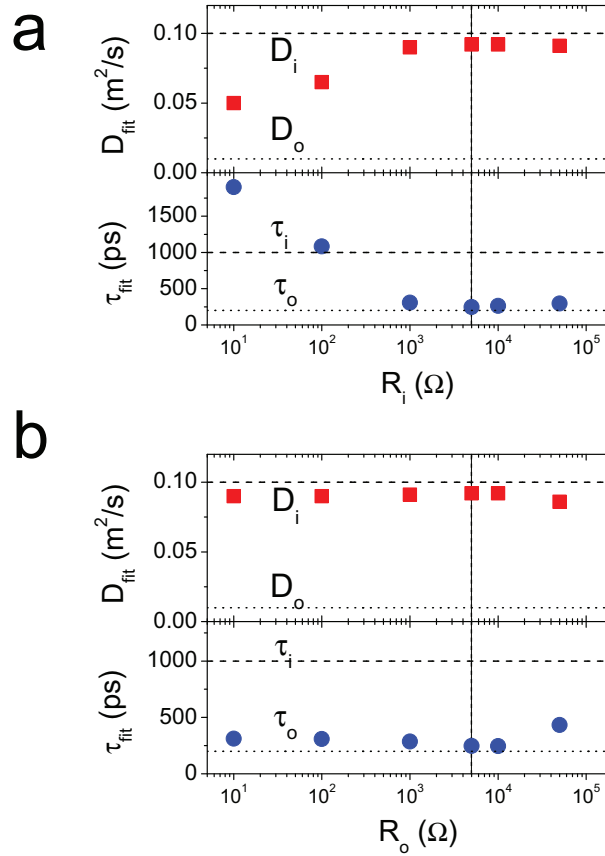 a
D_fit (m²/s)
0.10
0.05
0.00
D_i
D_o
τ_fit (ps)
1500
1000
500
0
τ_i
τ_o
10¹ 10² 10³ 10⁴ 10⁵
R_i (Ω)
b
D_fit (m²/s)
0.10
0.05
0.00
D_i
D_o
τ_fit (ps)
1000
500
0
τ_i
τ_o
10¹ 10² 10³ 10⁴ 10⁵
R_o (Ω)